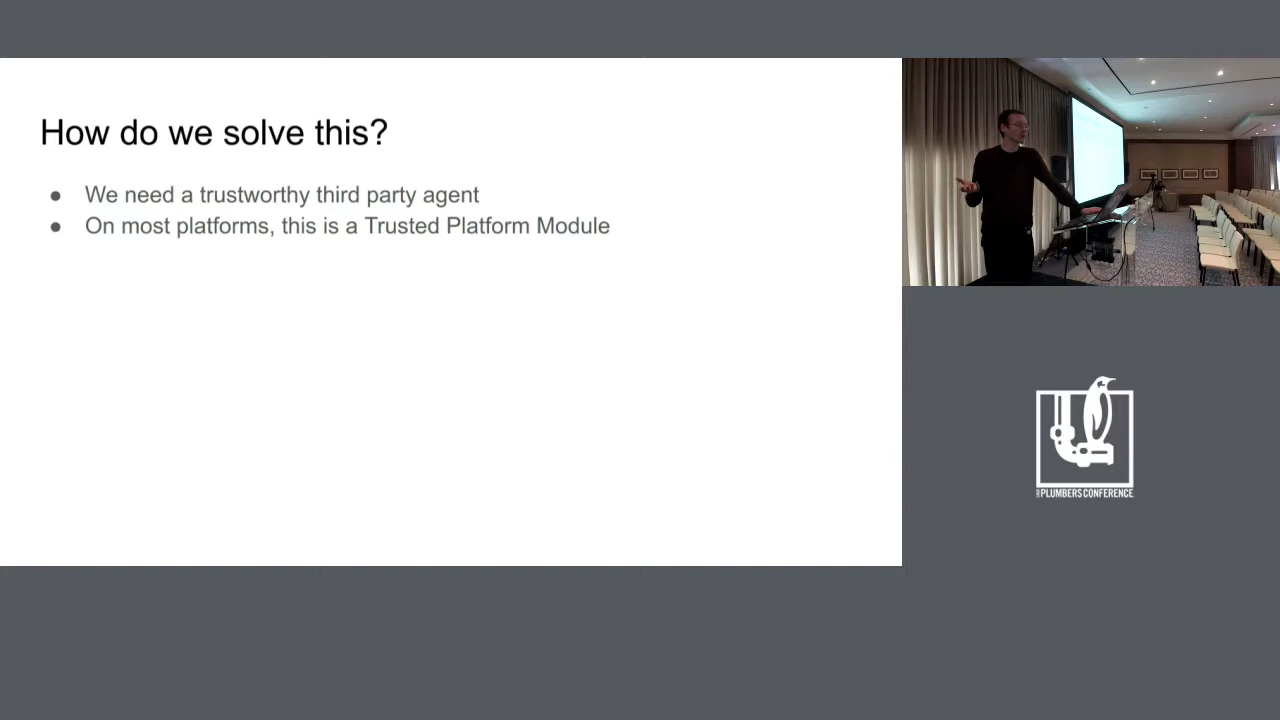 How do we solve this?
● We need a trustworthy third party agent
● On most platforms, this is a Trusted Platform Module
PLUMBERS CONFERENCE